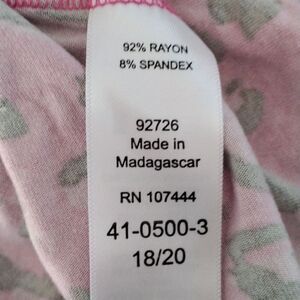 92% RAYON
8% SPANDEX
92726
Made in
Madagascar
RN 107444
41-0500-3
18/20